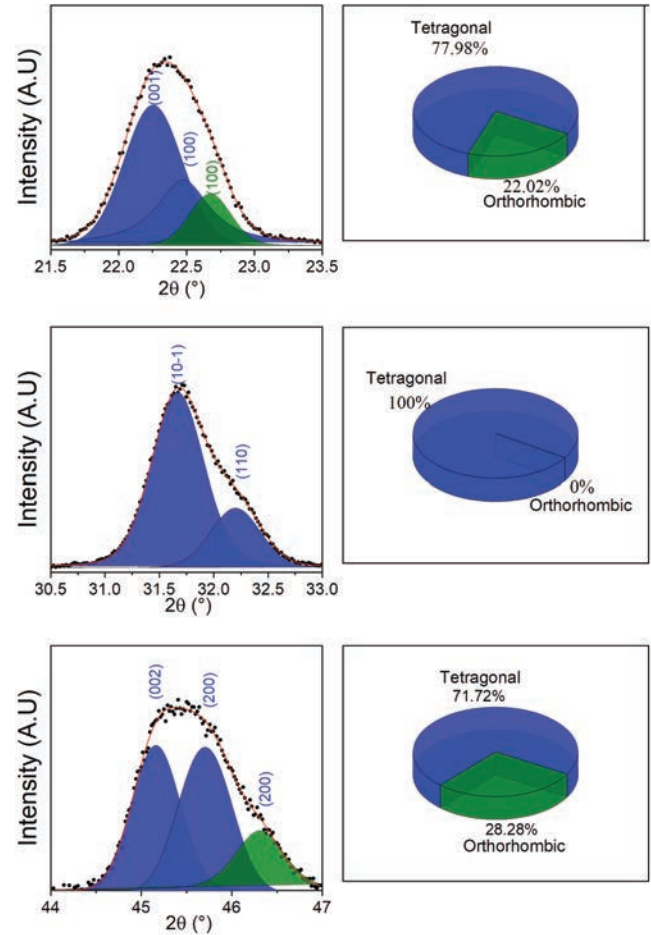 Intensity (A.U)
(001)
(100)
(100)
21.5 22.0 22.5 23.0 23.5
2θ (°)
Tetragonal
77.98%
22.02%
Orthorhombic
Intensity (A.U)
(10-1)
(110)
30.5 31.0 31.5 32.0 32.5 33.0
2θ (°)
Tetragonal
100%
0%
Orthorhombic
Intensity (A.U)
(002)
(200)
(200)
44 45 46 47
2θ (°)
Tetragonal
71.72%
28.28%
Orthorhombic